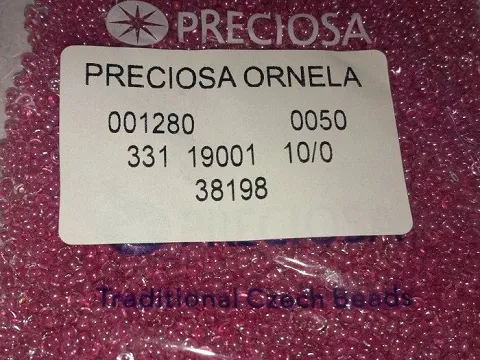 PRECIOSA
PRECIOSA ORNELA
001280 0050
331 19001 10/0
38198
Traditional Czech Beads